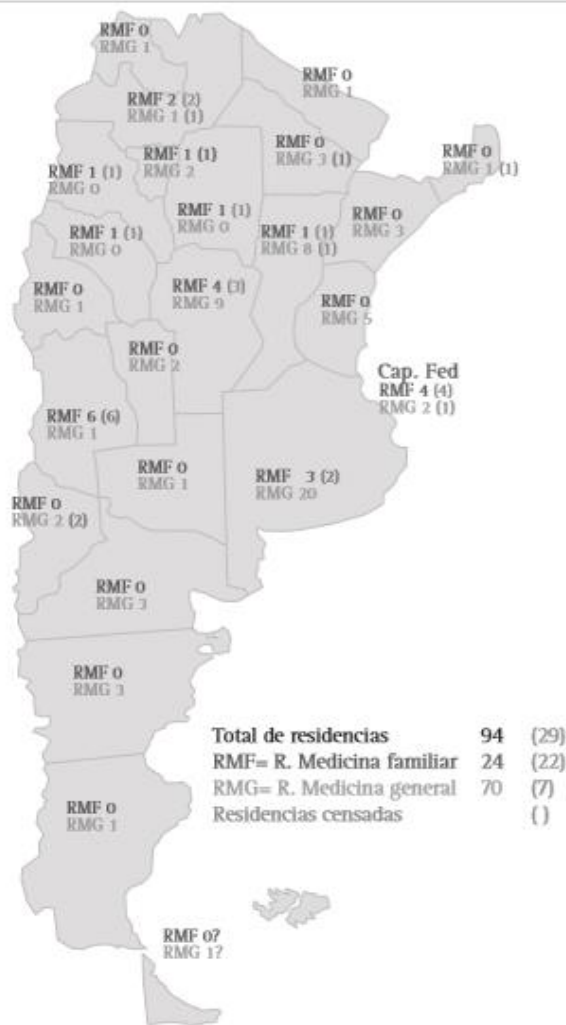 RMF 0
RMG 1
RMF 0
RMG 1
RMF 2 (2)
RMG 1 (1)
RMF 0
RMG 3 (1)
RMF 0
RMG 1 (1)
RMF 1 (1)
RMG 2
RMF 1 (1)
RMG 0
RMF 1 (1)
RMG 0
RMF 1 (1)
RMG 8 (1)
RMF 0
RMG 3
RMF 1 (1)
RMG 0
RMF 0
RMG 1
RMF 4 (3)
RMG 9
RMF 0
RMG 5
RMF 0
RMG 2
Cap. Fed
RMF 4 (4)
RMG 2 (1)
RMF 6 (6)
RMG 1
RMF 0
RMG 1
RMF 3 (2)
RMG 20
RMF 0
RMG 2 (2)
RMF 0
RMG 3
RMF 0
RMG 3
Total de residencias 94 (29)
RMF= R. Medicina familiar 24 (22)
RMG= R. Medicina general 70 (7)
Residencias censadas ( )
RMF 0
RMG 1
RMF 0?
RMG 1?